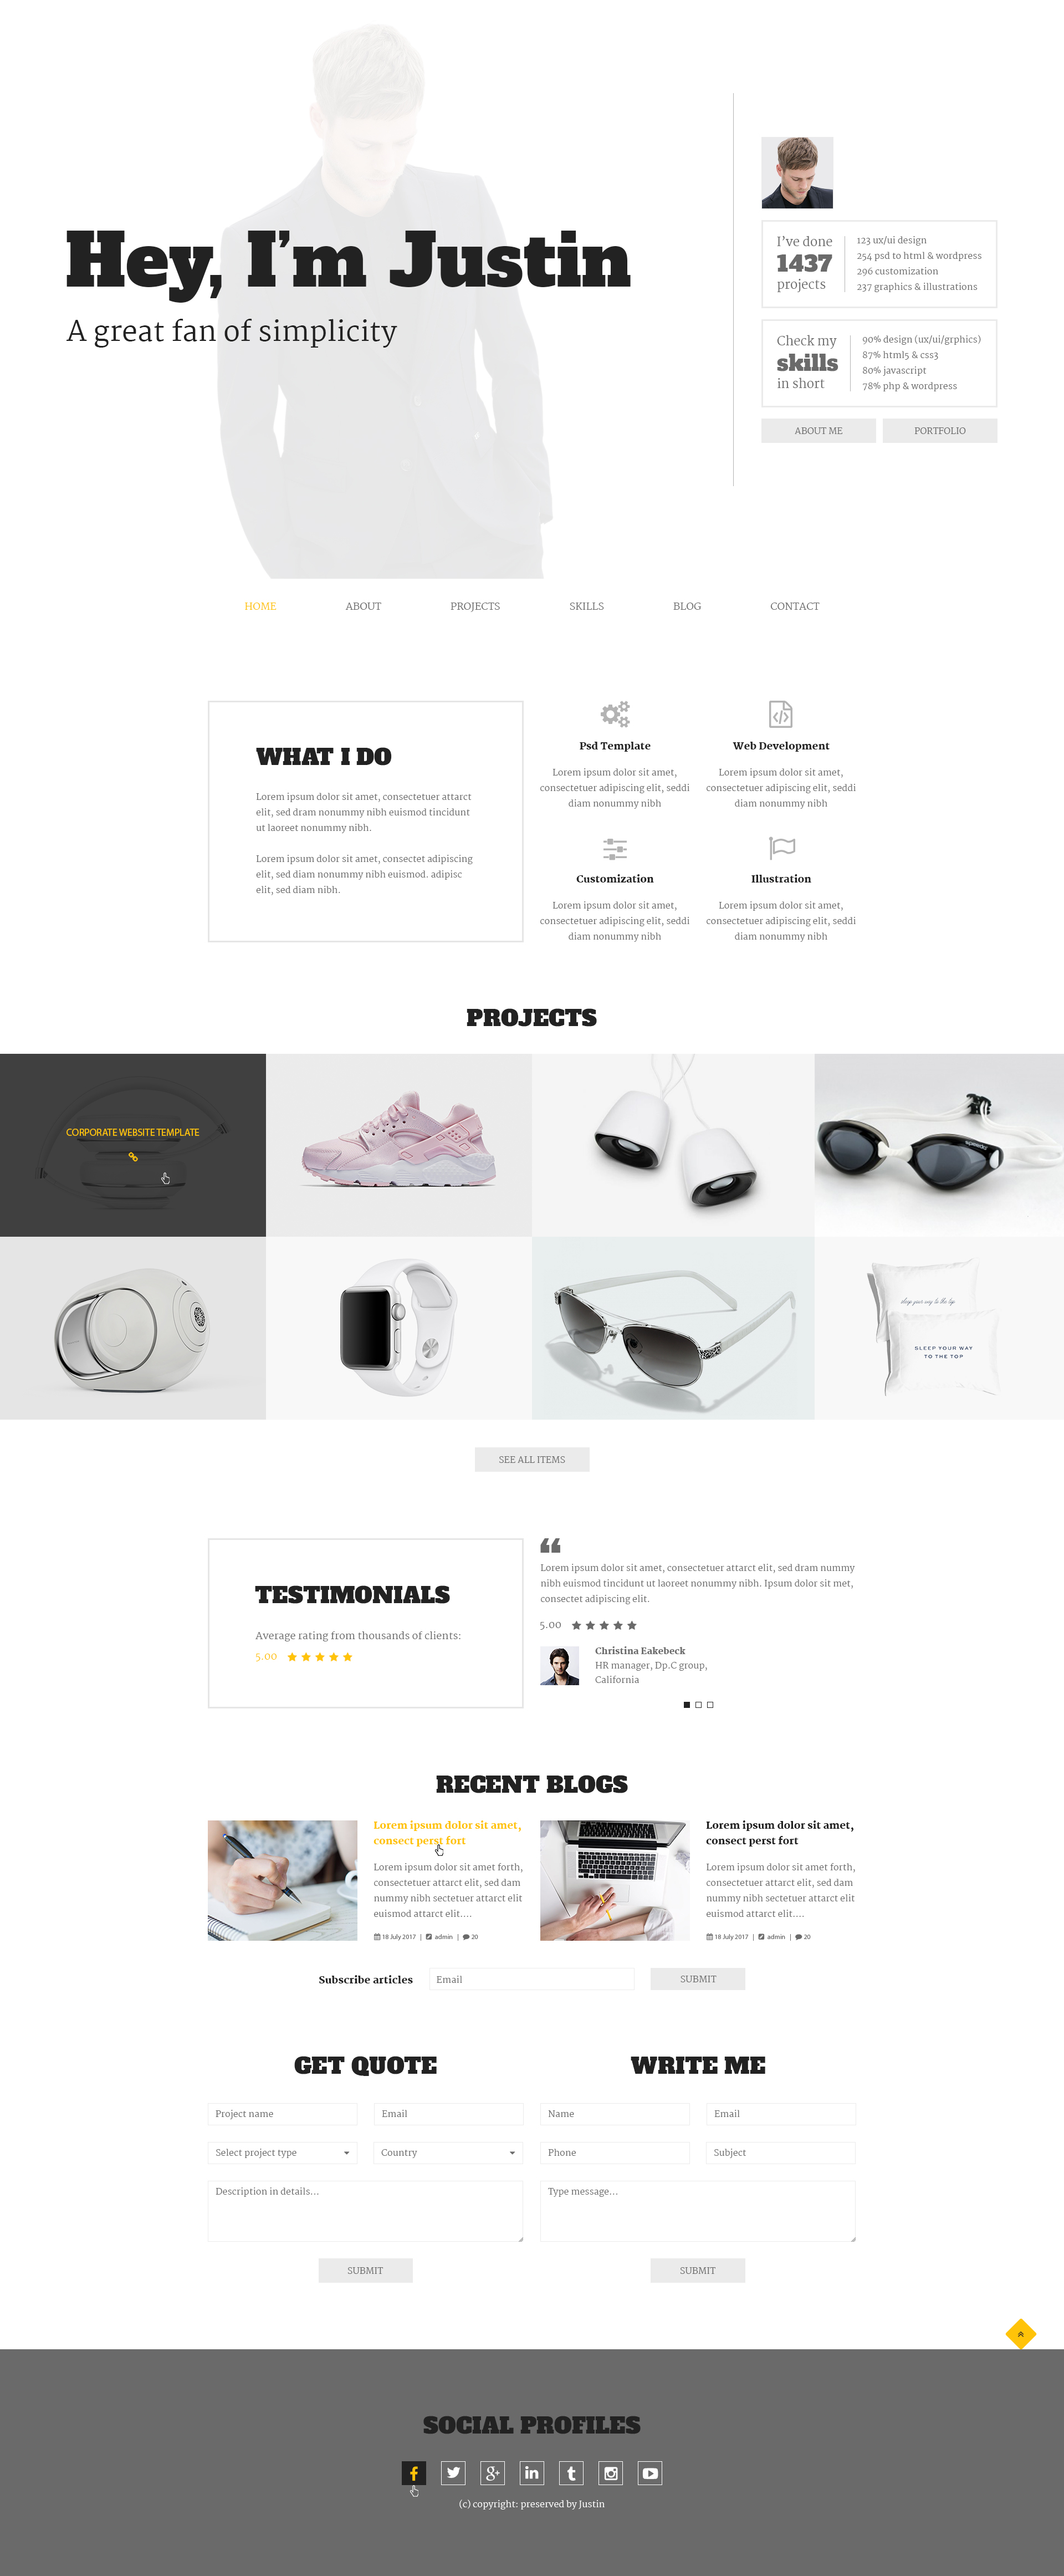 Hey, I'm Justin
A great fan of simplicity
I've done
1437
projects
123 ux/ui design
254 psd to html & wordpress
296 customization
237 graphics & illustrations
Check my
skills
in short
90% design (ux/ui/grphics)
87% html5 & css3
80% javascript
78% php & wordpress
ABOUT ME
PORTFOLIO
HOME ABOUT PROJECTS SKILLS BLOG CONTACT
WHAT I DO
Lorem ipsum dolor sit amet, consectetuer attarct
elit, sed dram nonummy nibh euismod tincidunt
ut laoreet nonummy nibh.
Lorem ipsum dolor sit amet, consectet adipiscing
elit, sed diam nonummy nibh euismod. adipisc
elit, sed diam nibh.
Psd Template
Lorem ipsum dolor sit amet,
consectetuer adipiscing elit, seddi
diam nonummy nibh
Web Development
Lorem ipsum dolor sit amet,
consectetuer adipiscing elit, seddi
diam nonummy nibh
Customization
Lorem ipsum dolor sit amet,
consectetuer adipiscing elit, seddi
diam nonummy nibh
Illustration
Lorem ipsum dolor sit amet,
consectetuer adipiscing elit, seddi
diam nonummy nibh
PROJECTS
CORPORATE WEBSITE TEMPLATE
speedo
sleep your way to the top
SLEEP YOUR WAY
TO THE TOP
SEE ALL ITEMS
TESTIMONIALS
Average rating from thousands of clients:
5.00
Lorem ipsum dolor sit amet, consectetuer attarct elit, sed dram nummy
nibh euismod tincidunt ut laoreet nonummy nibh. Ipsum dolor sit met,
consectet adipiscing elit.
5.00
Christina Eakebeck
HR manager, Dp.C group,
California
RECENT BLOGS
Lorem ipsum dolor sit amet,
consect perst fort
Lorem ipsum dolor sit amet forth,
consectetuer attarct elit, sed dam
nummy nibh sectetuer attarct elit
euismod attarct elit....
18 July 2017 | admin | 20
Lorem ipsum dolor sit amet,
consect perst fort
Lorem ipsum dolor sit amet forth,
consectetuer attarct elit, sed dam
nummy nibh sectetuer attarct elit
euismod attarct elit....
18 July 2017 | admin | 20
Subscribe articles Email SUBMIT
GET QUOTE
Project name Email
Select project type Country
Description in details...
SUBMIT
WRITE ME
Name Email
Phone Subject
Type message...
SUBMIT
SOCIAL PROFILES
(c) copyright: preserved by Justin